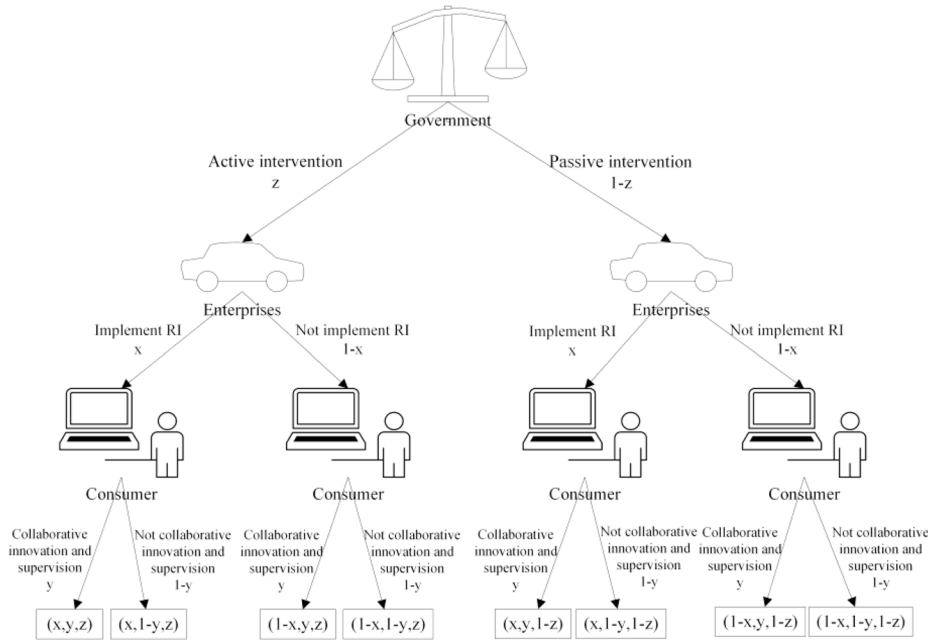 Government
Active intervention
z
Passive intervention
1-z
Enterprises
Enterprises
Implement RI
x
Not implement RI
1-x
Implement RI
x
Not implement RI
1-x
Consumer
Consumer
Consumer
Consumer
Collaborative
innovation and
supervision
y
Not collaborative
innovation and
supervision
1-y
Collaborative
innovation and
supervision
y
Not collaborative
innovation and
supervision
1-y
Collaborative
innovation and
supervision
y
Not collaborative
innovation and
supervision
1-y
Collaborative
innovation and
supervision
y
Not collaborative
innovation and
supervision
1-y
(x,y,z)
(x,1-y,z)
(1-x,y,z)
(1-x,1-y,z)
(x,y,1-z)
(x,1-y,1-z)
(1-x,y,1-z)
(1-x,1-y,1-z)